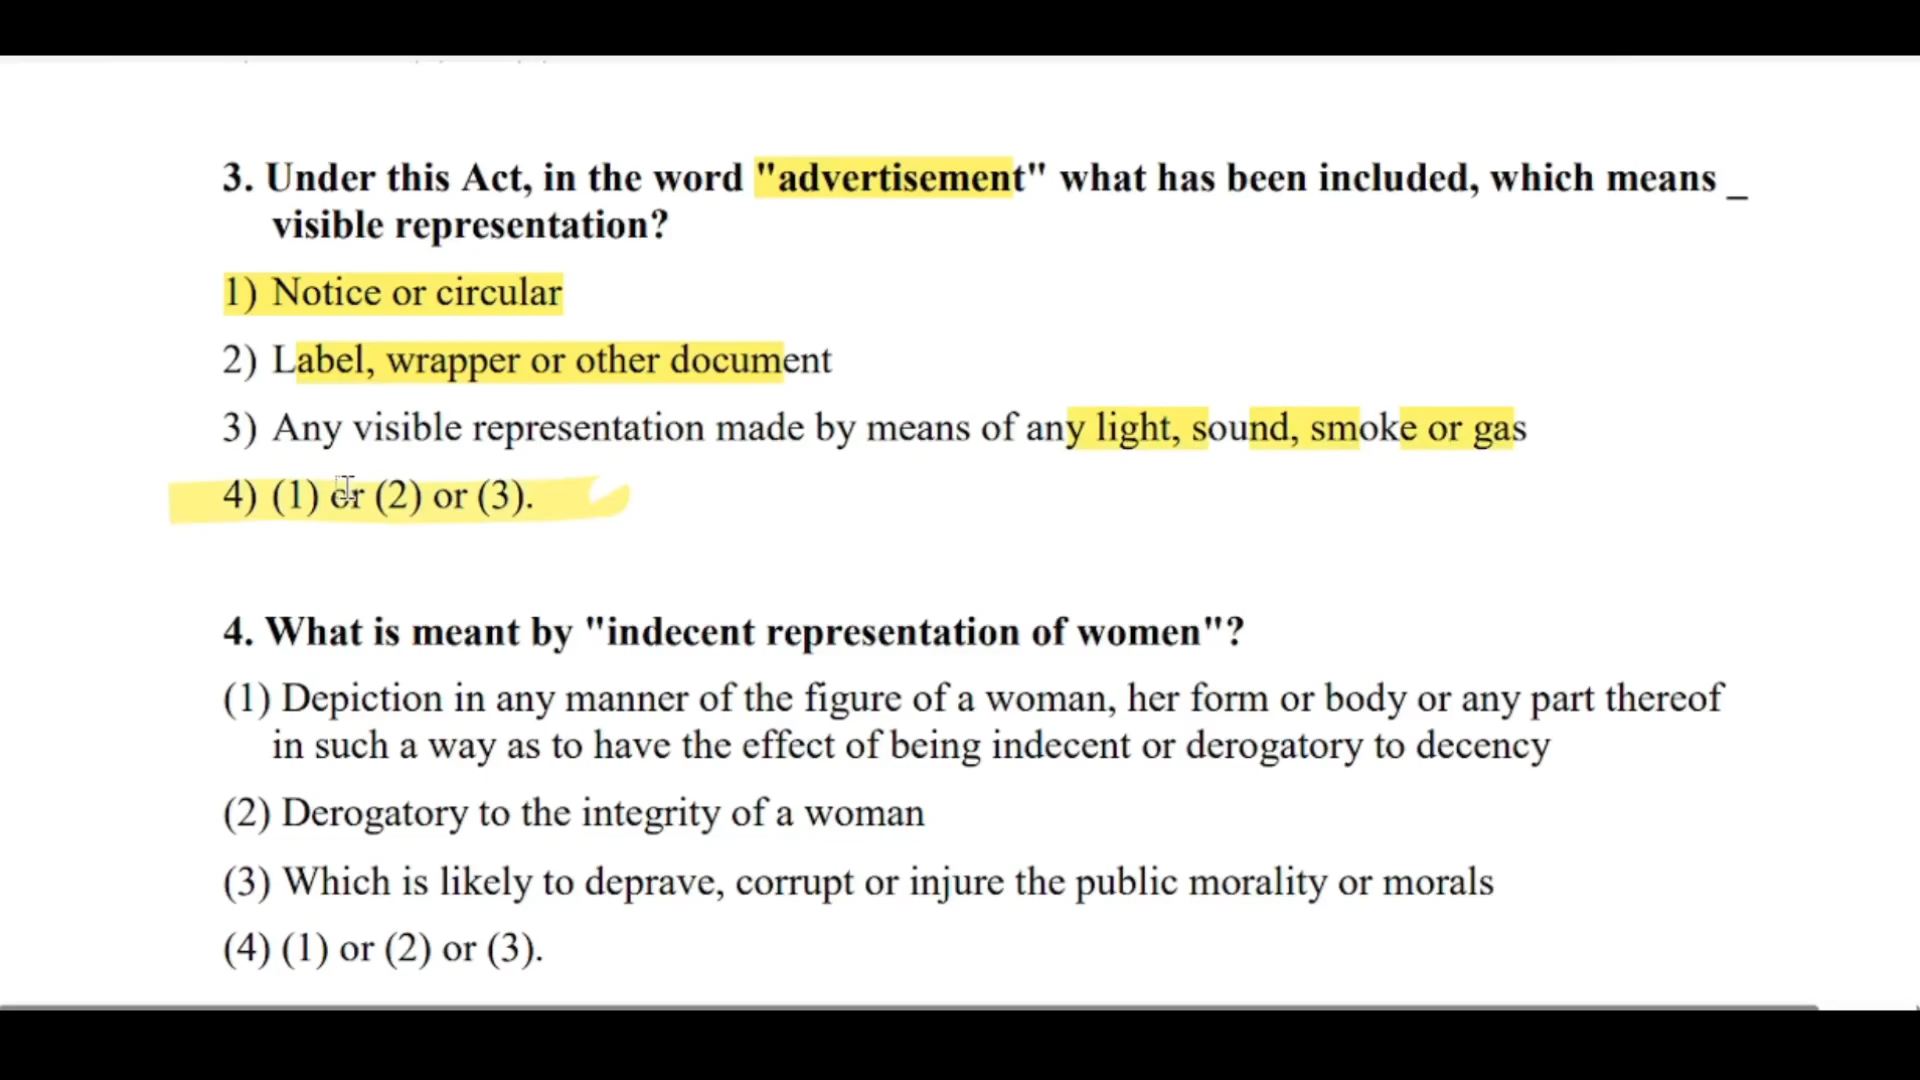 3. Under this Act, in the word "advertisement" what has been included, which means _
visible representation?
1) Notice or circular
2) Label, wrapper or other document
3) Any visible representation made by means of any light, sound, smoke or gas
4) (1) or (2) or (3).
4. What is meant by "indecent representation of women"?
(1) Depiction in any manner of the figure of a woman, her form or body or any part thereof
in such a way as to have the effect of being indecent or derogatory to decency
(2) Derogatory to the integrity of a woman
(3) Which is likely to deprave, corrupt or injure the public morality or morals
(4) (1) or (2) or (3).